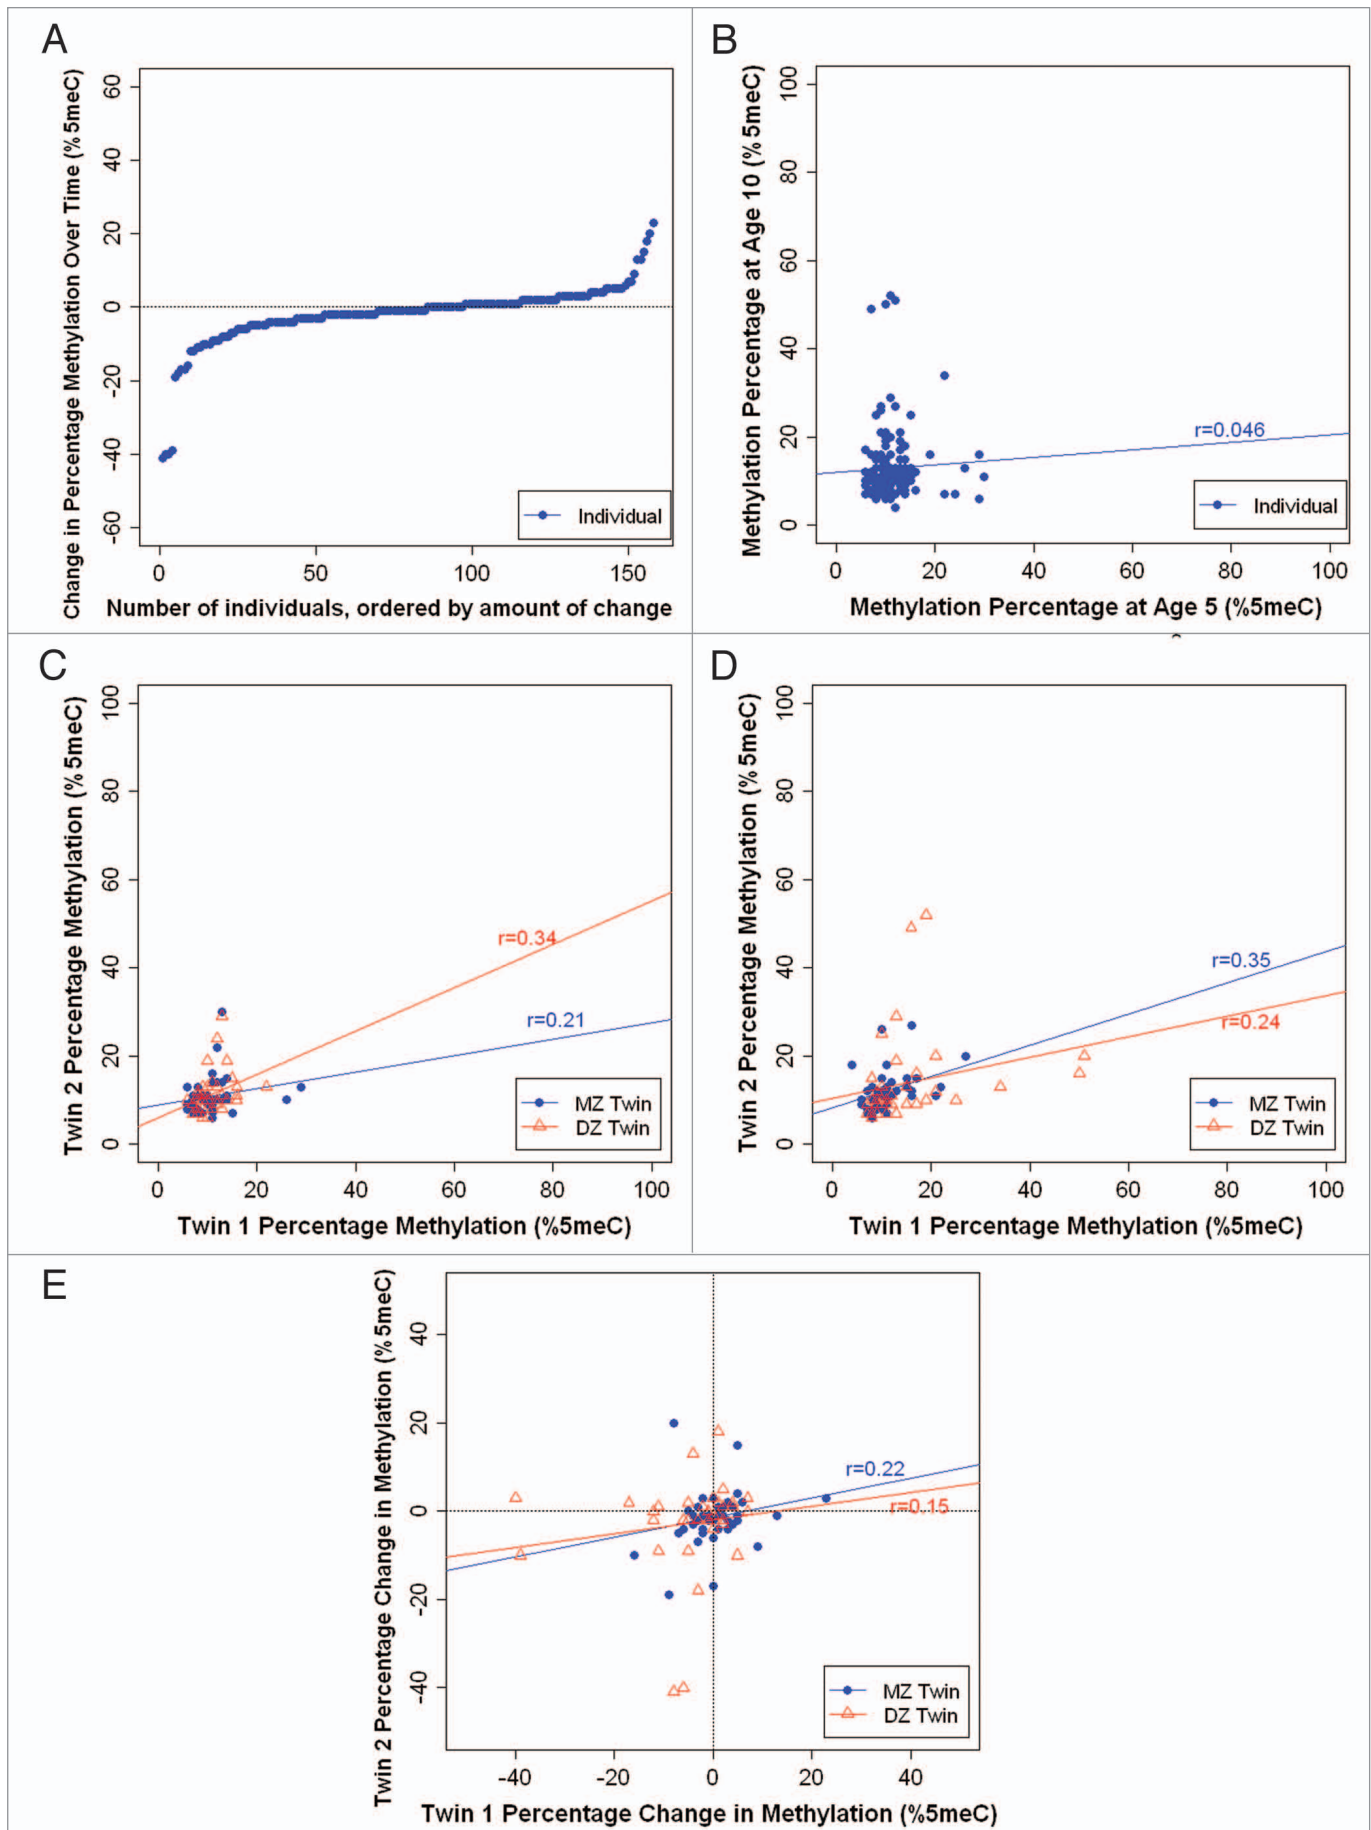 A
Change in Percentage Methylation Over Time (%5meC)
60
40
20
0
-20
-40
-60
Individual
0 50 100 150
Number of individuals, ordered by amount of change
B
Methylation Percentage at Age 10 (%5meC)
100
80
60
40
20
0
r=0.046
Individual
0 20 40 60 80 100
Methylation Percentage at Age 5 (%5meC)
C
Twin 2 Percentage Methylation (%5meC)
100
80
60
40
20
0
r=0.34
r=0.21
MZ Twin
DZ Twin
0 20 40 60 80 100
Twin 1 Percentage Methylation (%5meC)
D
Twin 2 Percentage Methylation (%5meC)
100
80
60
40
20
0
r=0.35
r=0.24
MZ Twin
DZ Twin
0 20 40 60 80 100
Twin 1 Percentage Methylation (%5meC)
E
Twin 2 Percentage Change in Methylation (%5meC)
40
20
0
-20
-40
r=0.22
r=0.15
MZ Twin
DZ Twin
-40 -20 0 20 40
Twin 1 Percentage Change in Methylation (%5meC)